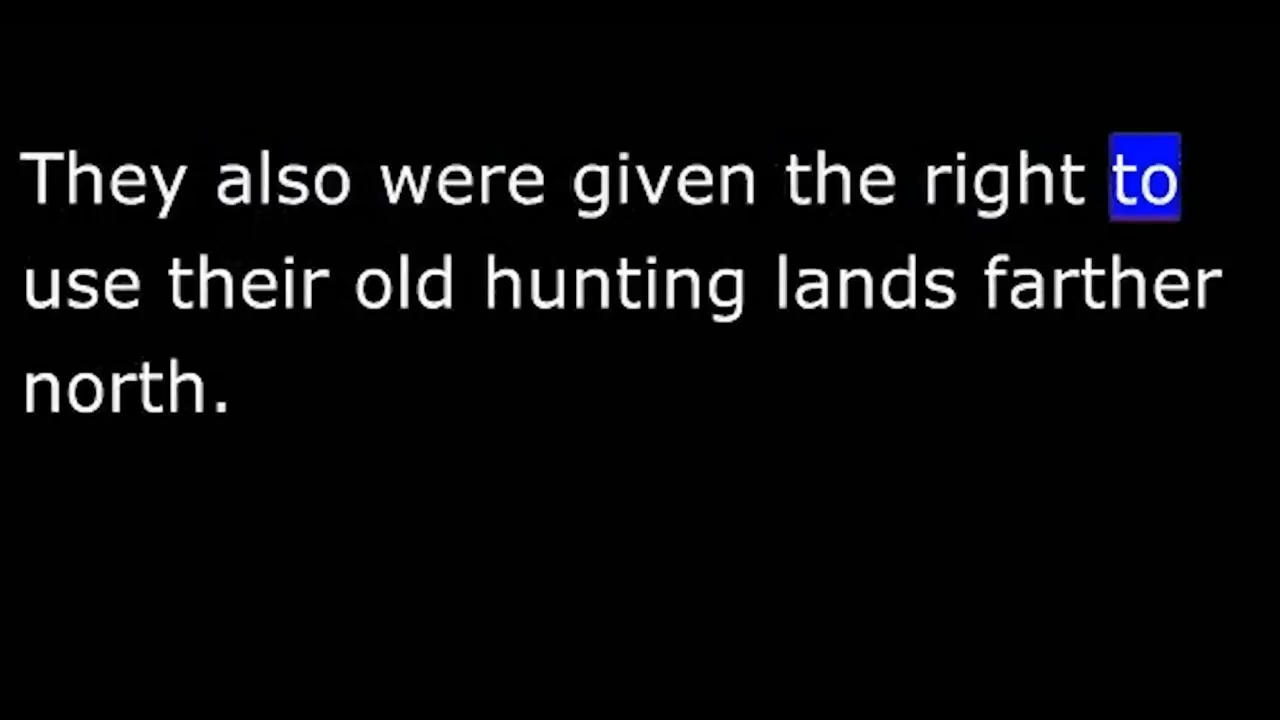 They also were given the right to
use their old hunting lands farther
north.